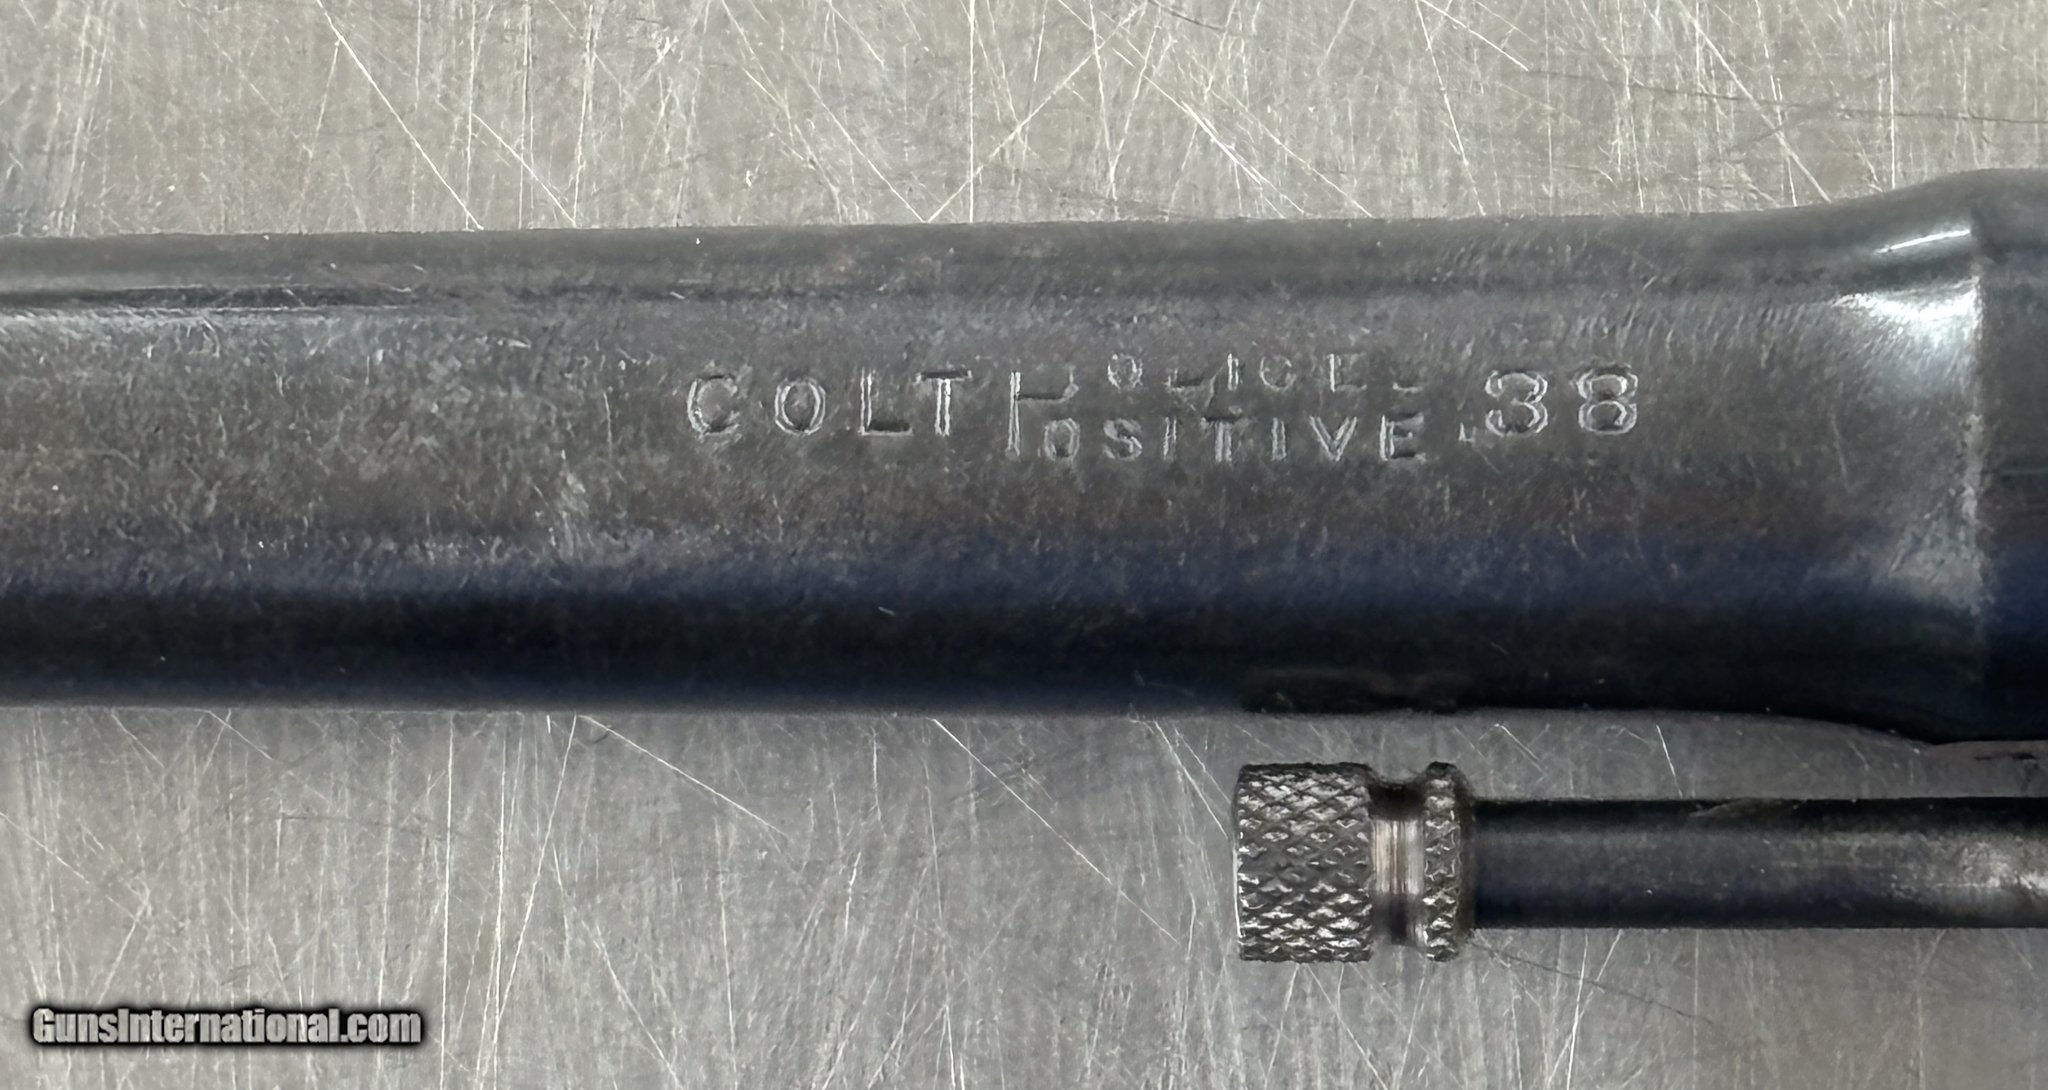 COLT POLICE POSITIVE .38
GunsInternational.com